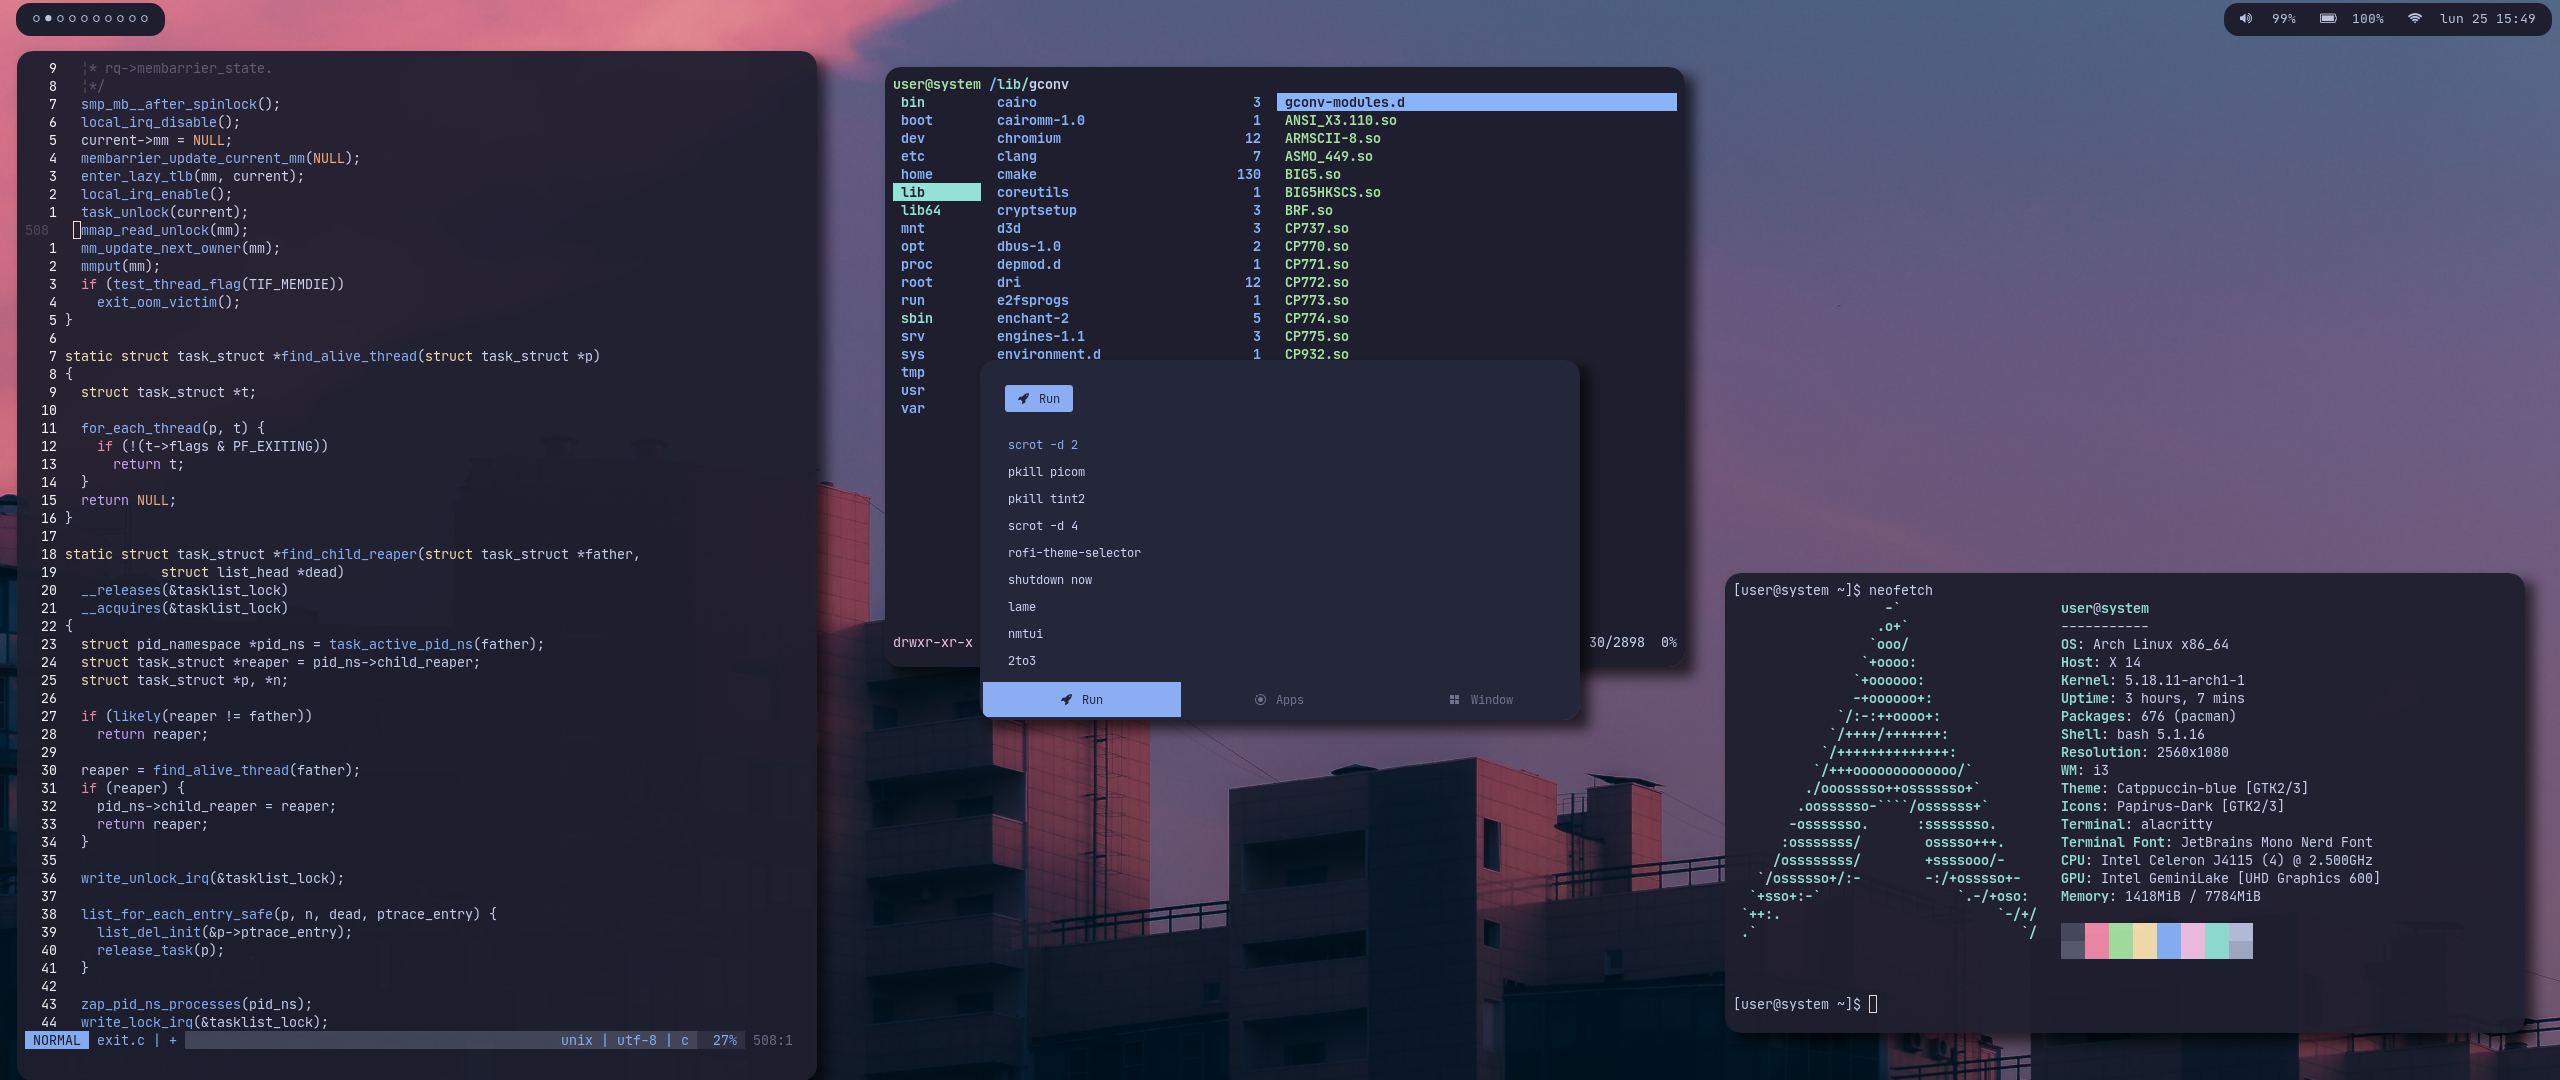 99% 100% lun 25 15:49
9 ¦* rq->membarrier_state.
8 ¦*/
7 smp_mb__after_spinlock();
6 local_irq_disable();
5 current->mm = NULL;
4 membarrier_update_current_mm(NULL);
3 enter_lazy_tlb(mm, current);
2 local_irq_enable();
1 task_unlock(current);
508 mmap_read_unlock(mm);
1 mm_update_next_owner(mm);
2 mmput(mm);
3 if (test_thread_flag(TIF_MEMDIE))
4 exit_oom_victim();
5 }
6
7 static struct task_struct *find_alive_thread(struct task_struct *p)
8 {
9 struct task_struct *t;
10
11 for_each_thread(p, t) {
12 if (!(t->flags & PF_EXITING))
13 return t;
14 }
15 return NULL;
16 }
17
18 static struct task_struct *find_child_reaper(struct task_struct *father,
19 struct list_head *dead)
20 __releases(&tasklist_lock)
21 __acquires(&tasklist_lock)
22 {
23 struct pid_namespace *pid_ns = task_active_pid_ns(father);
24 struct task_struct *reaper = pid_ns->child_reaper;
25 struct task_struct *p, *n;
26
27 if (likely(reaper != father))
28 return reaper;
29
30 reaper = find_alive_thread(father);
31 if (reaper) {
32 pid_ns->child_reaper = reaper;
33 return reaper;
34 }
35
36 write_unlock_irq(&tasklist_lock);
37
38 list_for_each_entry_safe(p, n, dead, ptrace_entry) {
39 list_del_init(&p->ptrace_entry);
40 release_task(p);
41 }
42
43 zap_pid_ns_processes(pid_ns);
44 write_lock_irq(&tasklist_lock);
NORMAL exit.c | + unix | utf-8 | c 27% 508:1
user@system /lib/gconv
bin cairo 3 gconv-modules.d
boot cairomm-1.0 1 ANSI_X3.110.so
dev chromium 12 ARMSCII-8.so
etc clang 7 ASMO_449.so
home cmake 130 BIG5.so
lib coreutils 1 BIG5HKSCS.so
lib64 cryptsetup 3 BRF.so
mnt d3d 3 CP737.so
opt dbus-1.0 2 CP770.so
proc depmod.d 1 CP771.so
root dri 12 CP772.so
run e2fsprogs 1 CP773.so
sbin enchant-2 5 CP774.so
srv engines-1.1 3 CP775.so
sys environment.d 1 CP932.so
tmp
usr
var
drwxr-xr-x 30/2898 0%
Run
scrot -d 2
pkill picom
pkill tint2
scrot -d 4
rofi-theme-selector
shutdown now
lame
nmtui
2to3
Run Apps Window
[user@system ~]$ neofetch
-` user@system
.o+` -----------
`ooo/ OS: Arch Linux x86_64
`+oooo: Host: X 14
`+oooooo: Kernel: 5.18.11-arch1-1
-+oooooo+: Uptime: 3 hours, 7 mins
`/:-:++oooo+: Packages: 676 (pacman)
`/++++/+++++++: Shell: bash 5.1.16
`/++++++++++++++: Resolution: 2560x1080
`/+++ooooooooooooo/` WM: i3
./ooosssso++osssssso+` Theme: Catppuccin-blue [GTK2/3]
.oossssso-````/ossssss+` Icons: Papirus-Dark [GTK2/3]
-osssssso. :ssssssso. Terminal: alacritty
:osssssss/ osssso+++. Terminal Font: JetBrains Mono Nerd Font
/ossssssss/ +ssssooo/- CPU: Intel Celeron J4115 (4) @ 2.500GHz
`/ossssso+/:- -:/+osssso+- GPU: Intel GeminiLake [UHD Graphics 600]
`+sso+:-` `.-/+oso: Memory: 1418MiB / 7784MiB
`++:. `-/+/
.` `/
[user@system ~]$